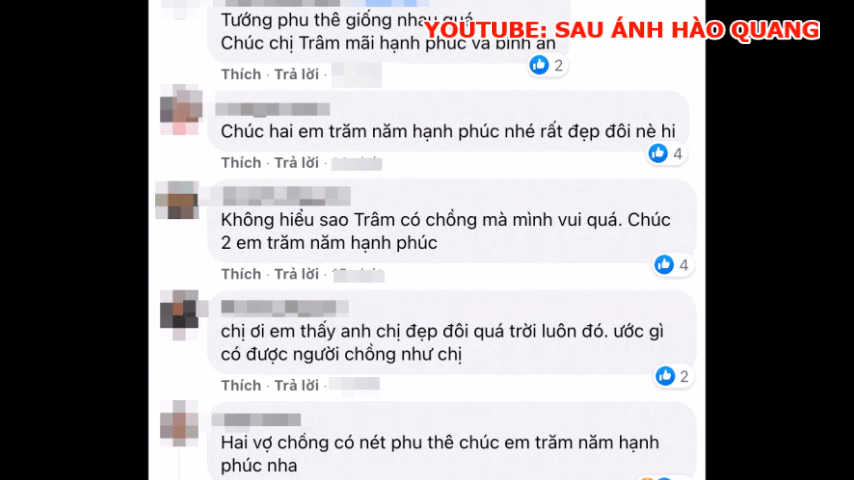 Tướng phu thê giống nhau quá
YOUTUBE: SAU ÁNH HÀO QUANG
Chúc chị Trâm mãi hạnh phúc và bình an
2
Thích · Trả lời ·
Chúc hai em trăm năm hạnh phúc nhé rất đẹp đôi nè hi
4
Thích · Trả lời ·
Không hiểu sao Trâm có chồng mà mình vui quá. Chúc
2 em trăm năm hạnh phúc
4
Thích · Trả lời ·
chị ơi em thấy anh chị đẹp đôi quá trời luôn đó. ước gì
có được người chồng như chị
2
Thích · Trả lời ·
Hai vợ chồng có nét phu thê chúc em trăm năm hạnh
phúc nha